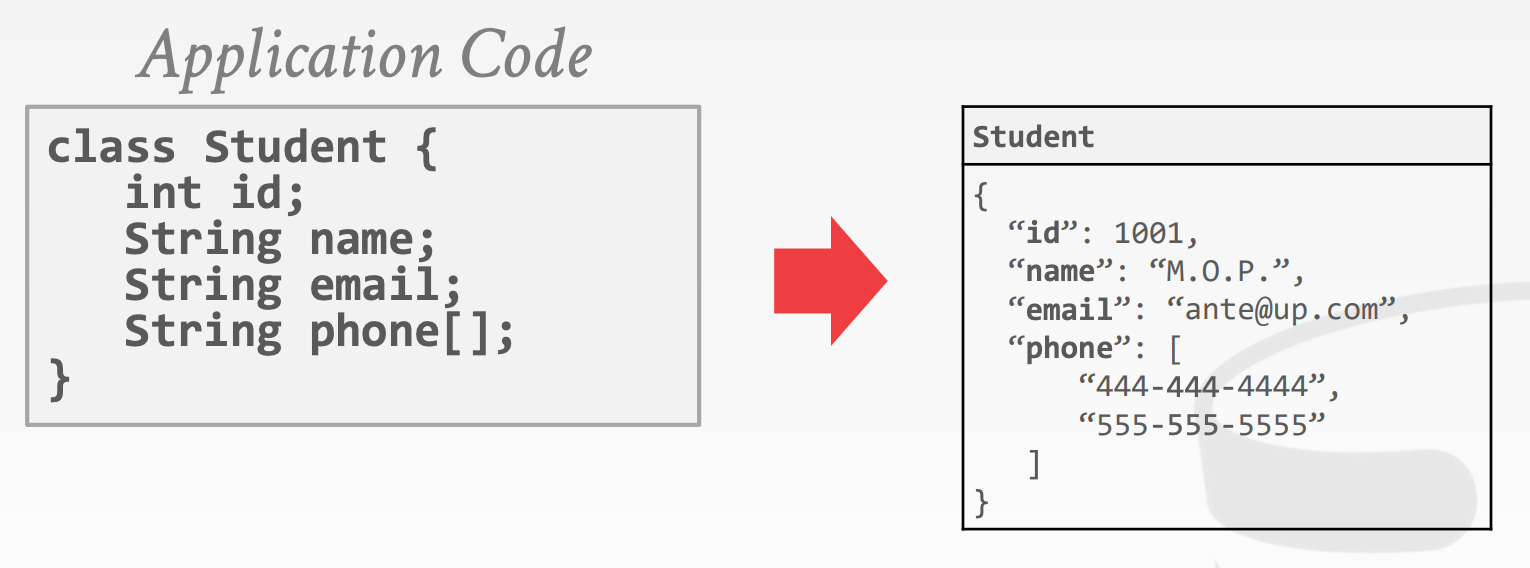 Application Code
class Student {
int id;
String name;
String email;
String phone[];
}
Student
{
“id”: 1001,
“name”: “M.O.P.”,
“email”: “ante@up.com”,
“phone”: [
“444-444-4444”,
“555-555-5555”
]
}